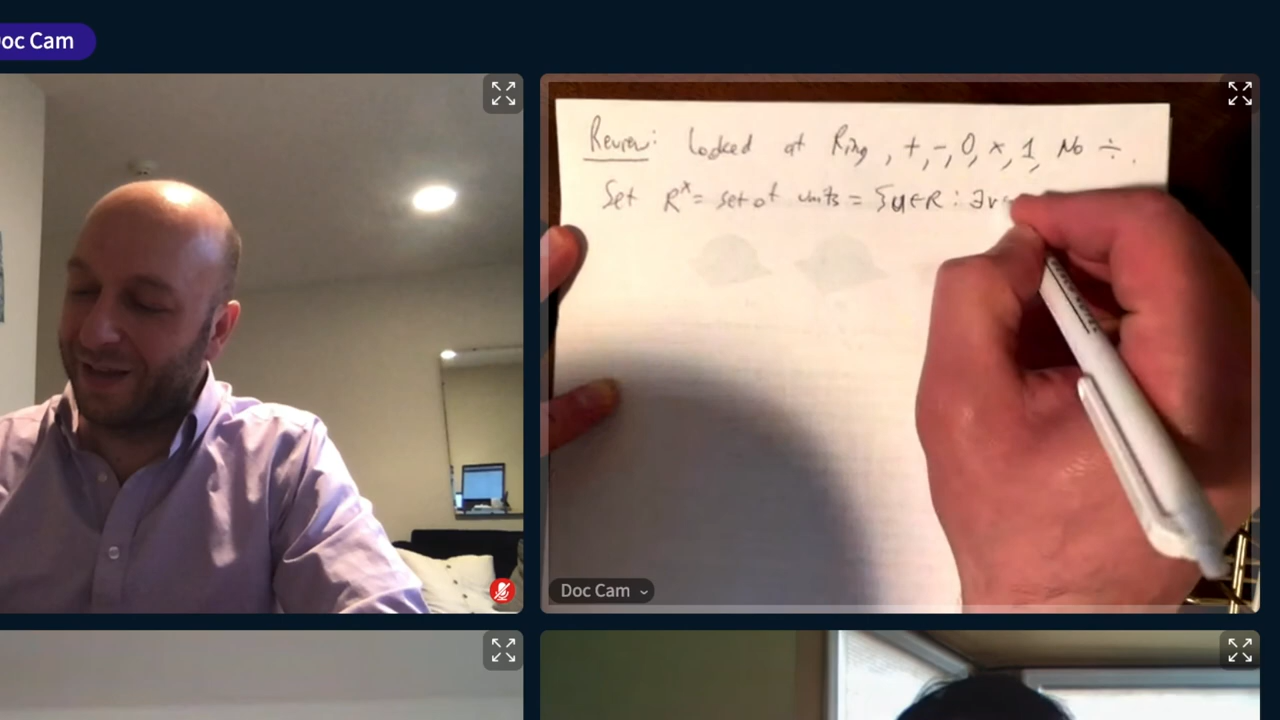 Doc Cam
Review: Looked at Ring, +, -, 0, ×, 1, No ÷.
Set R^× = set of units = {u∈R : ∃v
Doc Cam